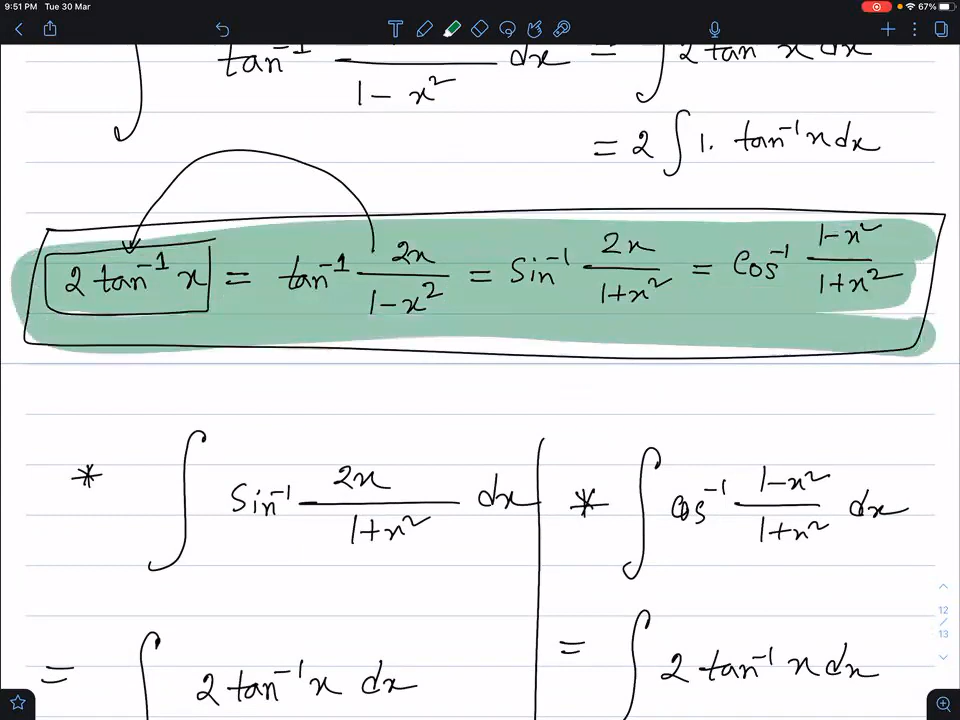 9:51 PM Tue 30 Mar 67%
∫ tan⁻¹ ―/(1 - x²) dx = ∫ 2 tan⁻¹ x dx
= 2 ∫ 1. tan⁻¹ x dx
2 tan⁻¹ x = tan⁻¹ 2x/(1-x²) = Sin⁻¹ 2x/(1+x²) = Cos⁻¹ (1-x²)/(1+x²)
* ∫ Sin⁻¹ 2x/(1+x²) dx
* ∫ Cos⁻¹ (1-x²)/(1+x²) dx
= ∫ 2 tan⁻¹ x dx
= ∫ 2 tan⁻¹ x dx
12
/
13